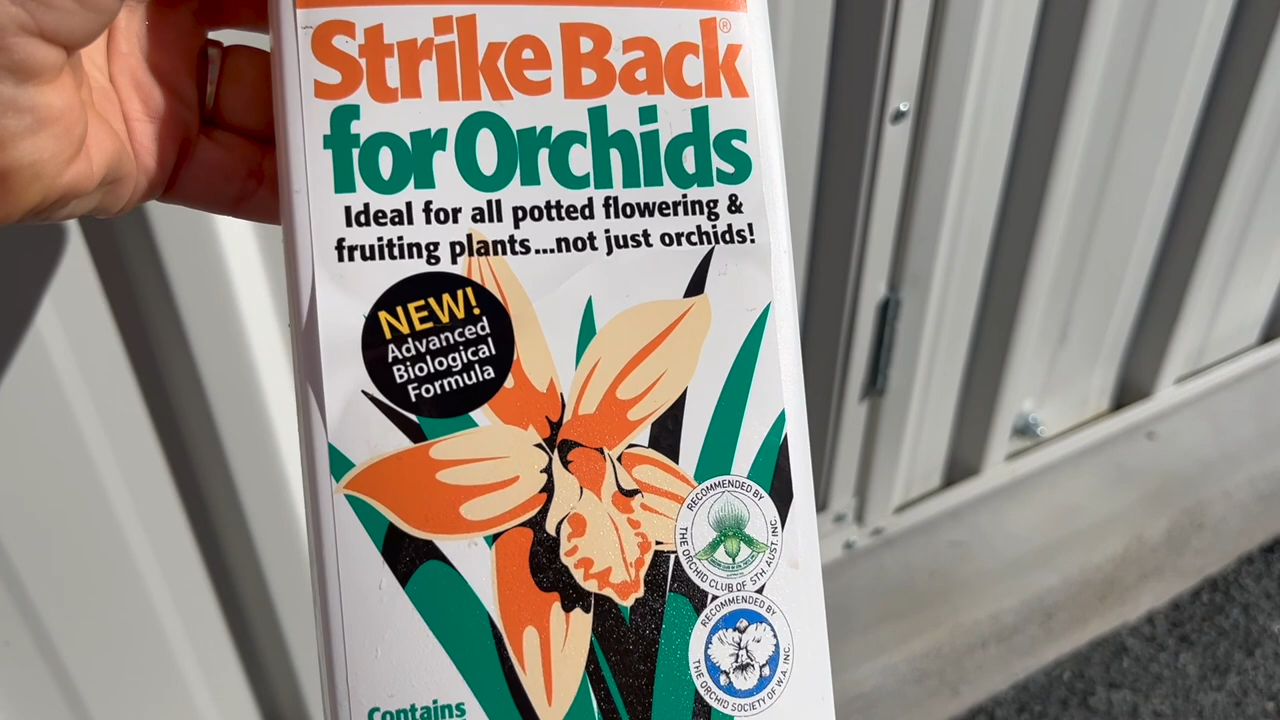 Strike Back®
for Orchids
Ideal for all potted flowering &
fruiting plants...not just orchids!
NEW!
Advanced
Biological
Formula
RECOMMENDED BY
THE ORCHID CLUB OF STH. AUST. INC.
RECOMMENDED BY
THE ORCHID SOCIETY OF W.A. INC.
Contains